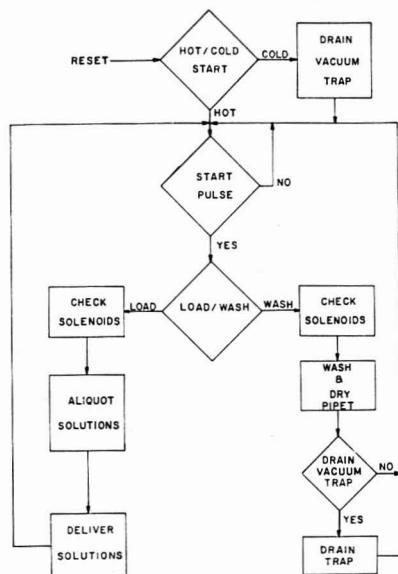 RESET
HOT/COLD
START
COLD
DRAIN
VACUUM
TRAP
HOT
START
PULSE
NO
YES
LOAD/WASH
LOAD
WASH
CHECK
SOLENOIDS
CHECK
SOLENOIDS
ALIQUOT
SOLUTIONS
WASH
&
DRY
PIPET
DRAIN
VACUUM
TRAP
NO
YES
DELIVER
SOLUTIONS
DRAIN
TRAP